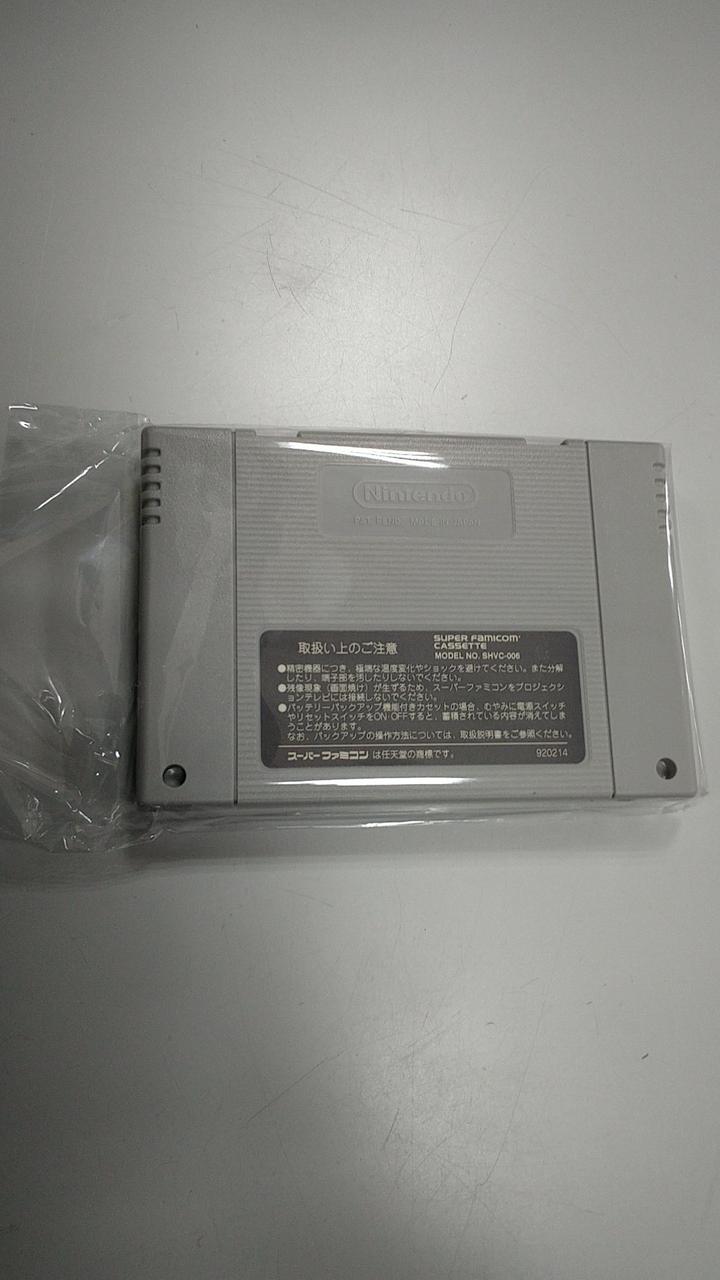 Nintendo
PAT. PEND. MADE IN JAPAN
取扱い上のご注意
SUPER FAMICOM
CASSETTE
MODEL NO. SHVC-006
●精密機器につき、極端な温度変化やショックを避けてください。また分解
したり、端子部を汚したりしないでください。
●残像現象（画面焼け）が生ずるため、スーパーファミコンをプロジェクシ
ョンテレビには接続しないでください。
●バッテリーバックアップ機能付きカセットの場合、むやみに電源スイッチ
やリセットスイッチをON・OFFすると、蓄積されている内容が消えてしま
うことがあります。
なお、バックアップの操作方法については、取扱説明書をご参照ください。
スーパーファミコン は任天堂の商標です。
920214